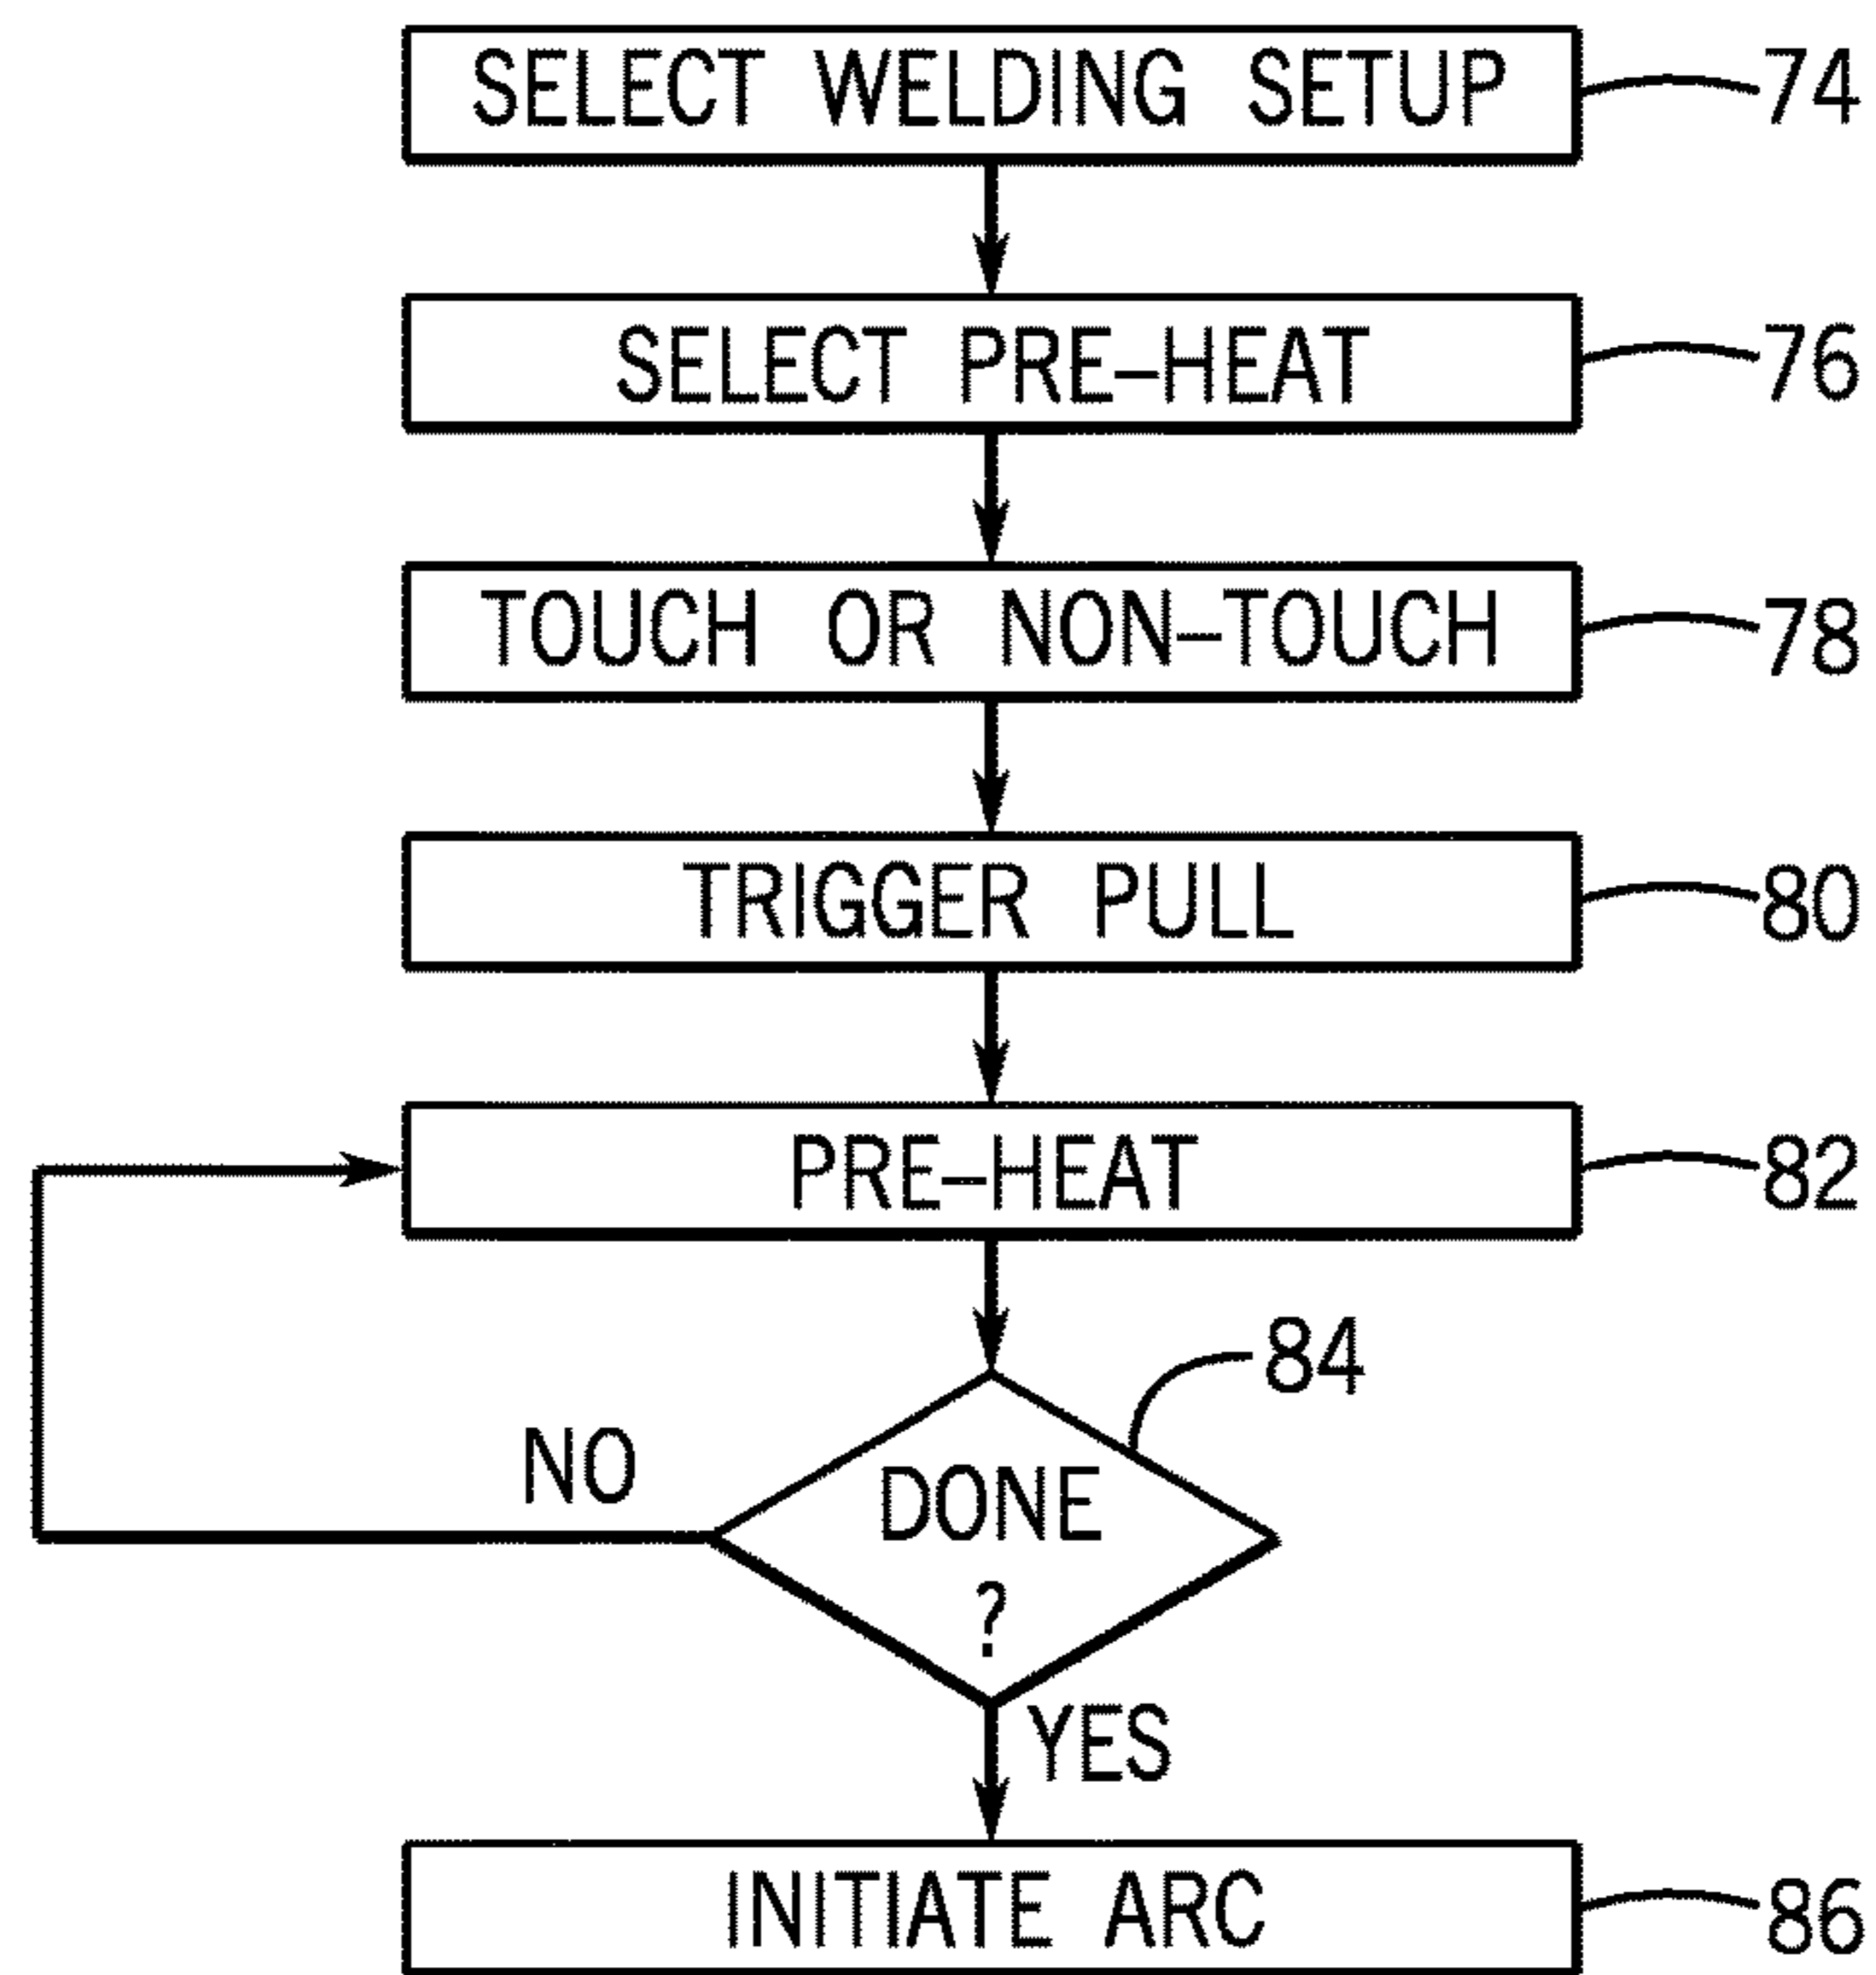 SELECT WELDING SETUP 74
SELECT PRE-HEAT 76
TOUCH OR NON-TOUCH 78
TRIGGER PULL 80
PRE-HEAT 82
84
NO
DONE
?
YES
INITIATE ARC 86